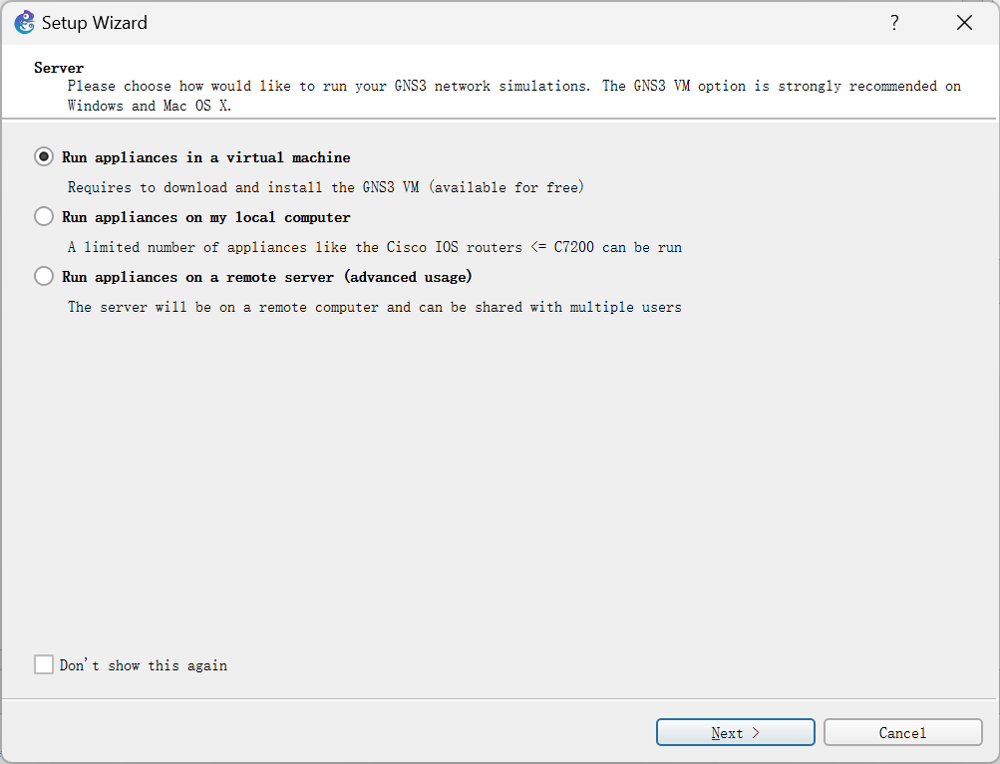 Setup Wizard
?
Server
Please choose how would like to run your GNS3 network simulations. The GNS3 VM option is strongly recommended on
Windows and Mac OS X.
Run appliances in a virtual machine
Requires to download and install the GNS3 VM (available for free)
Run appliances on my local computer
A limited number of appliances like the Cisco IOS routers <= C7200 can be run
Run appliances on a remote server (advanced usage)
The server will be on a remote computer and can be shared with multiple users
Don't show this again
Next >
Cancel